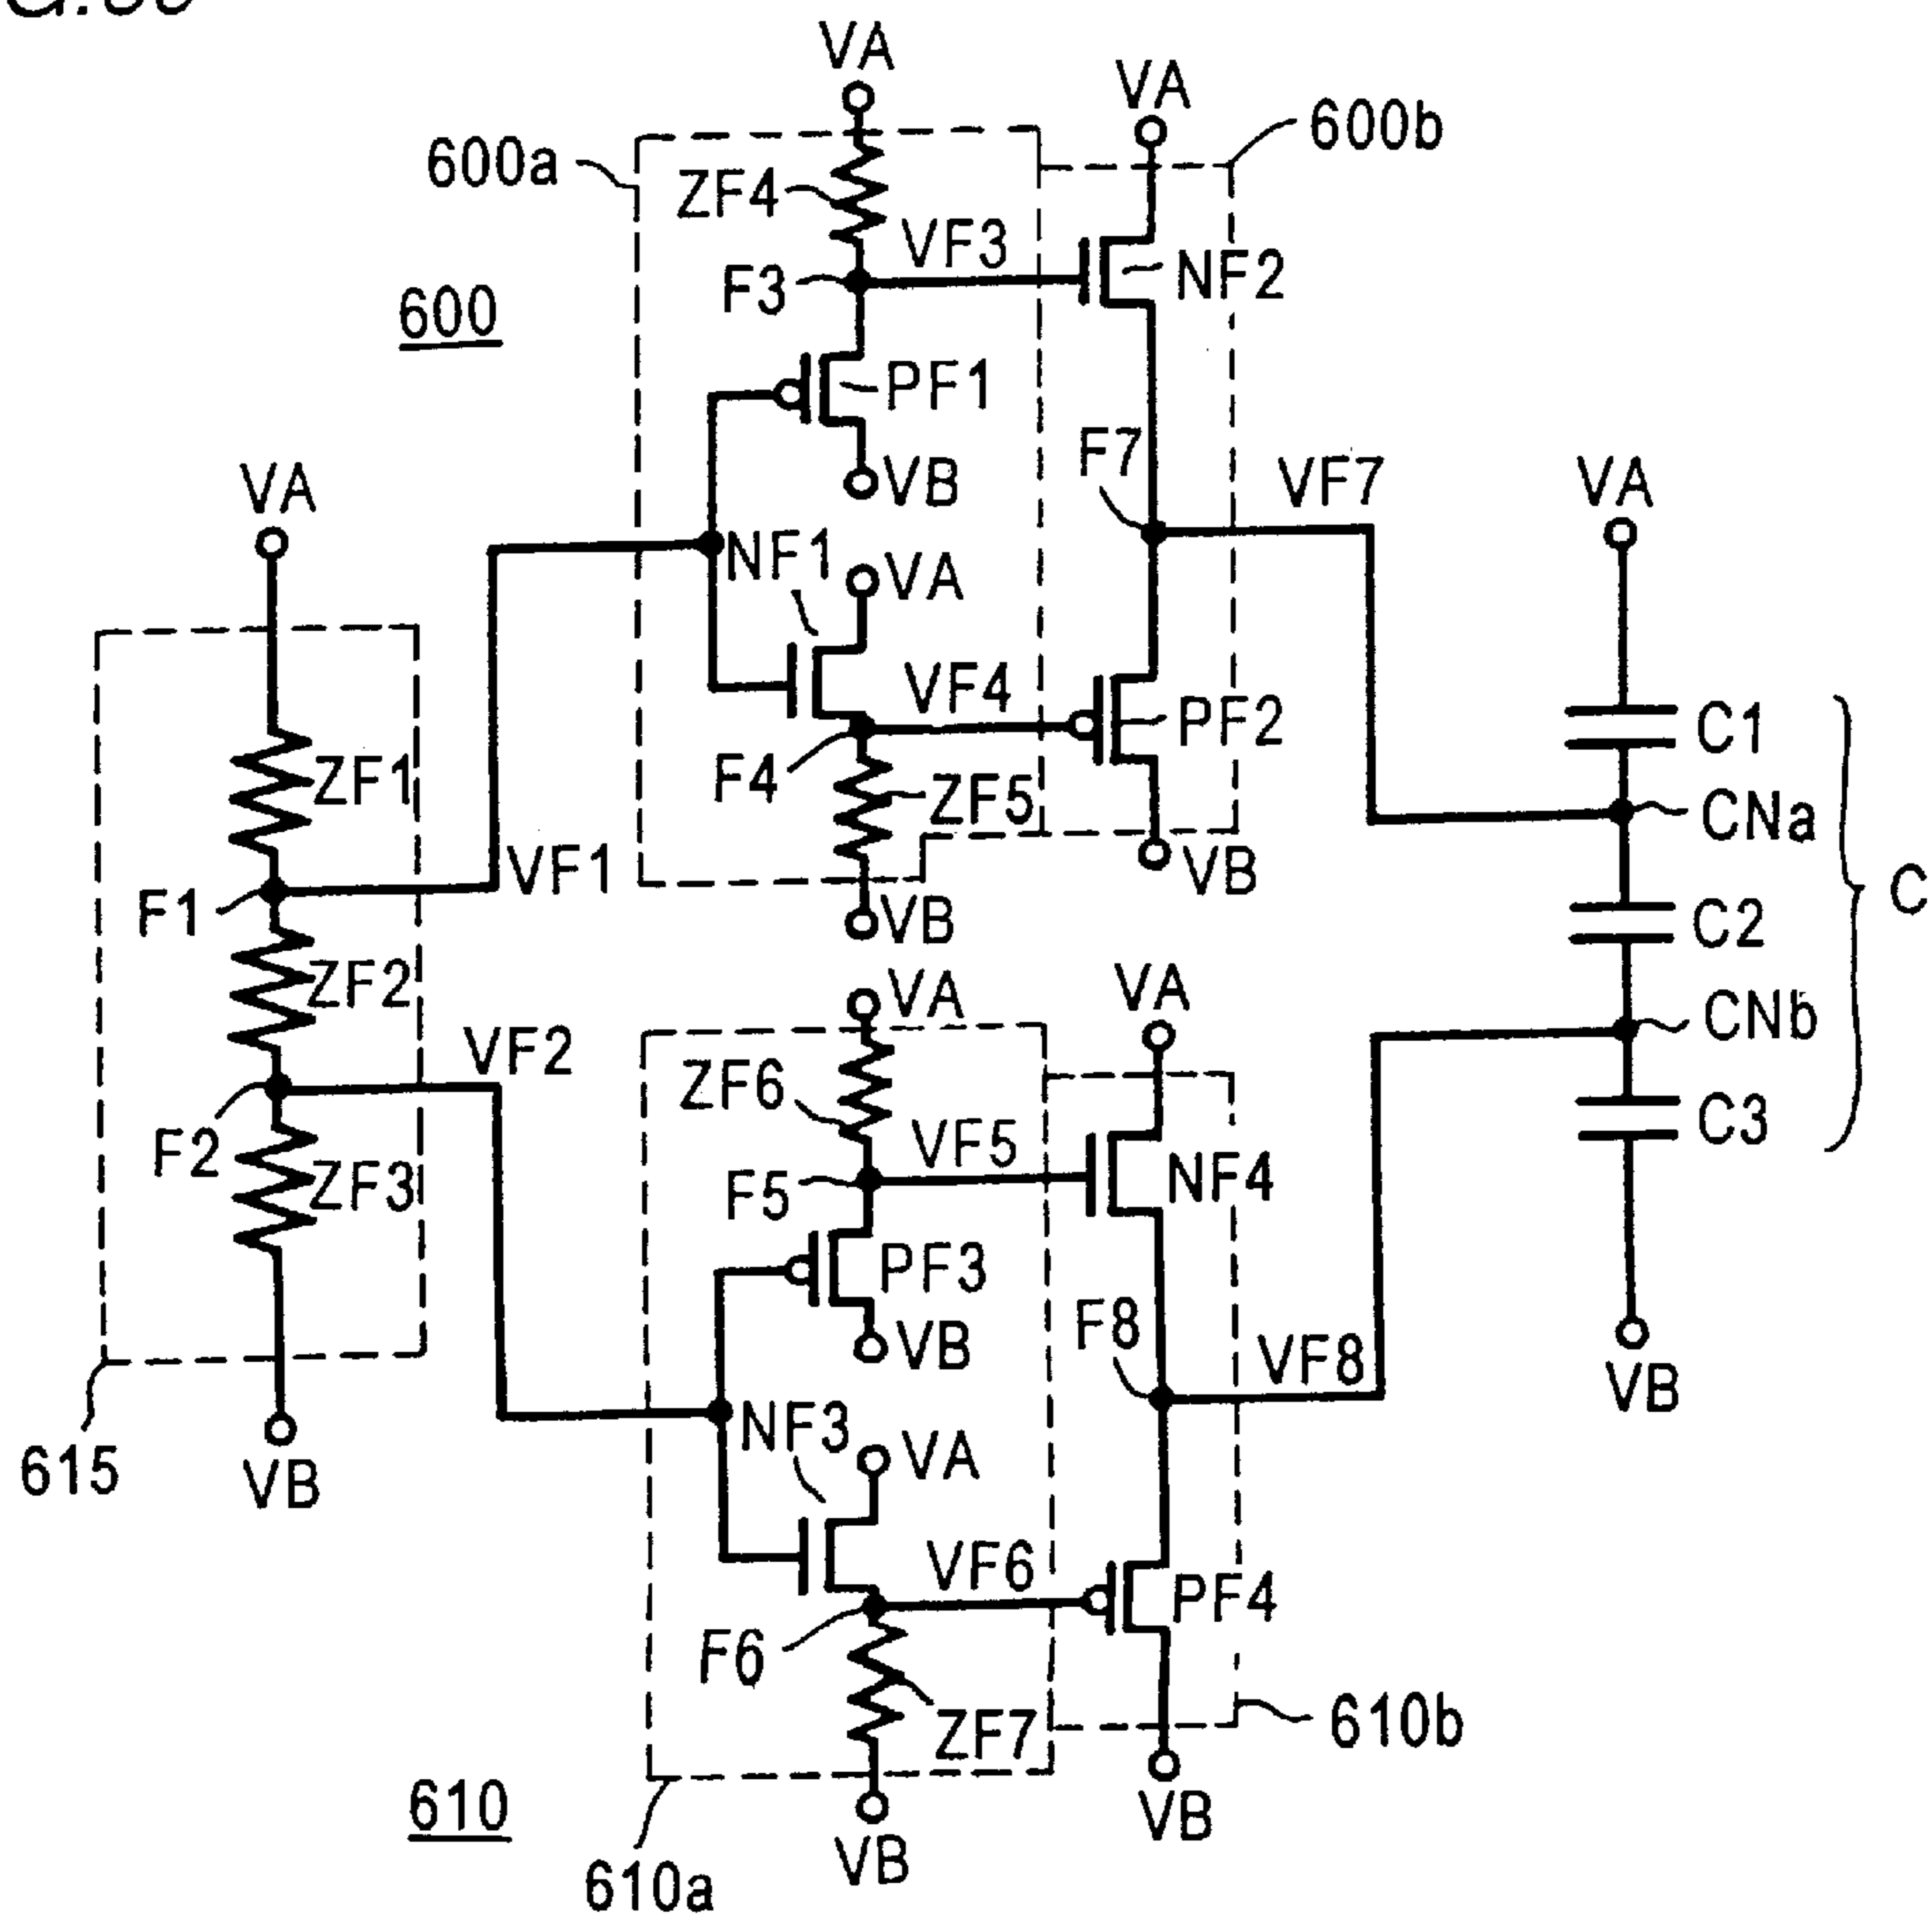 VA
VA
600b
600a
ZF4
VF3
NF2
F3
600
PF1
F7
VB
VF7
VA
VA
NF1
VA
VF4
PF2
C1
F4
ZF5
ZF1
CNa
VF1
VB
C
F1
VB
C2
ZF2
VA
VA
CNb
VF2
ZF6
C3
VF5
F2
NF4
ZF3
F5
PF3
F8
VB
VF8
VB
615
NF3
VA
VB
VF6
PF4
F6
610b
ZF7
610
VB
VB
610a